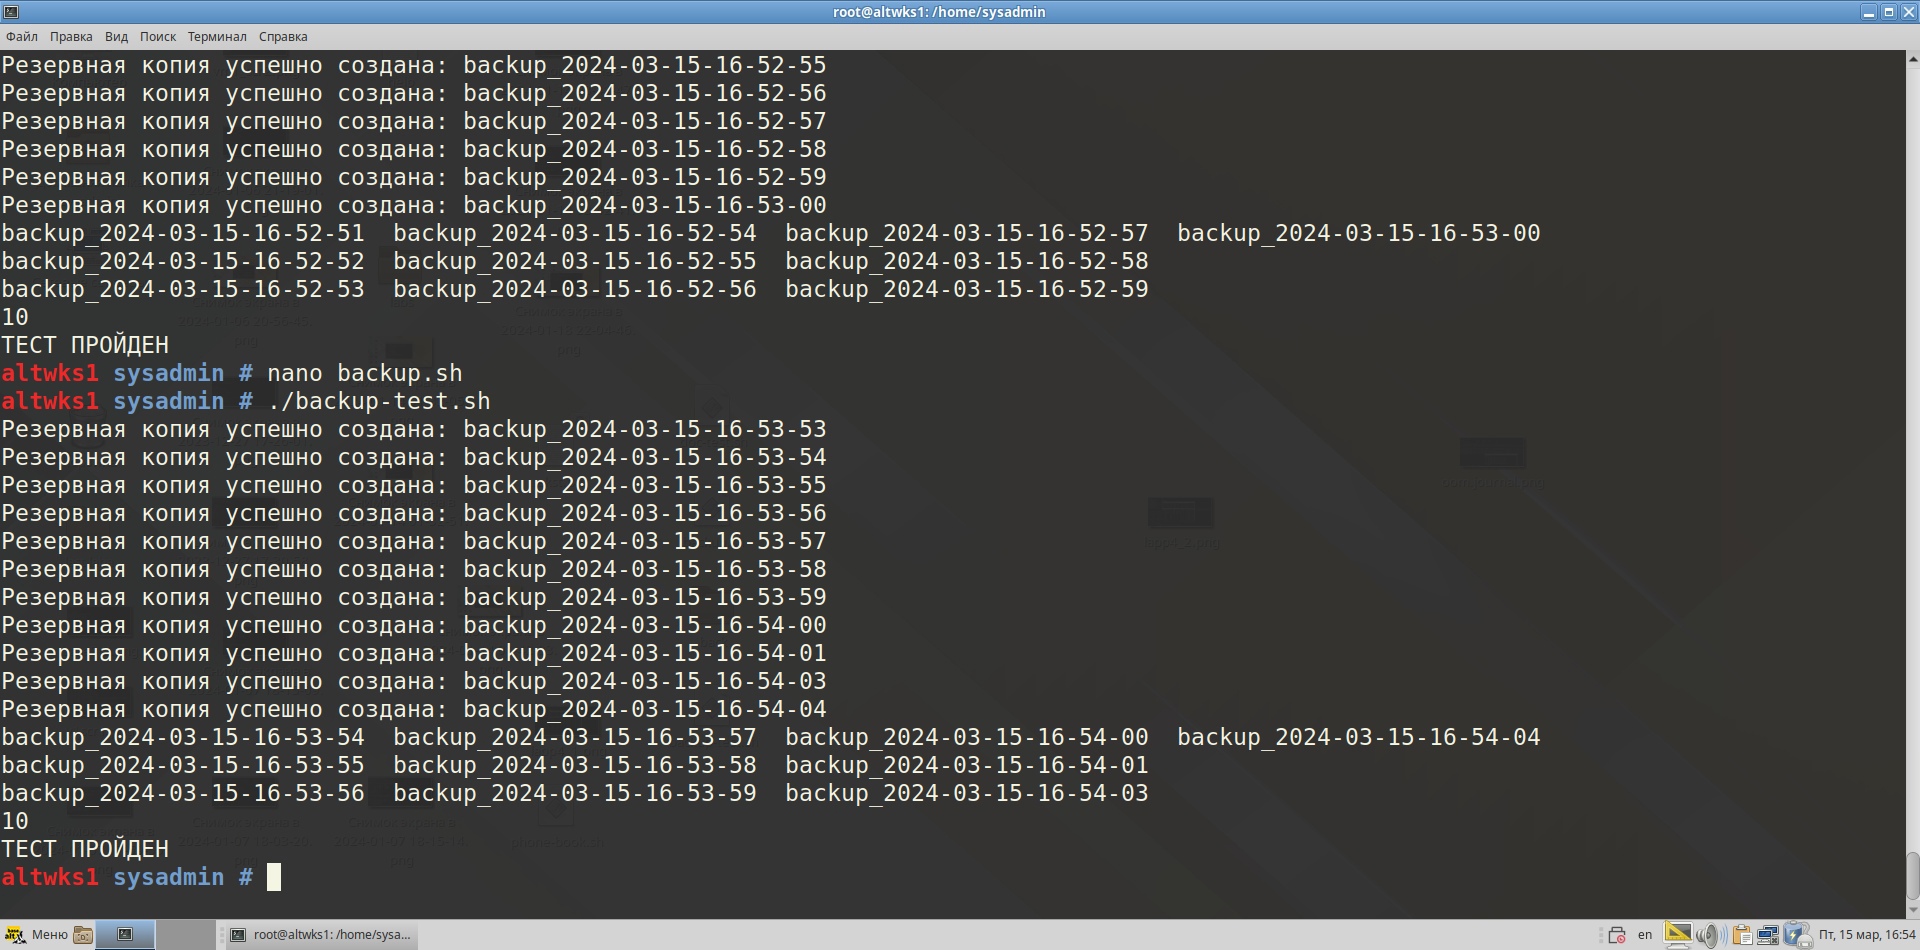 root@altwks1: /home/sysadmin
Файл Правка Вид Поиск Терминал Справка
Резервная копия успешно создана: backup_2024-03-15-16-52-55
Резервная копия успешно создана: backup_2024-03-15-16-52-56
Резервная копия успешно создана: backup_2024-03-15-16-52-57
Резервная копия успешно создана: backup_2024-03-15-16-52-58
Резервная копия успешно создана: backup_2024-03-15-16-52-59
Резервная копия успешно создана: backup_2024-03-15-16-53-00
backup_2024-03-15-16-52-51 backup_2024-03-15-16-52-54 backup_2024-03-15-16-52-57 backup_2024-03-15-16-53-00
backup_2024-03-15-16-52-52 backup_2024-03-15-16-52-55 backup_2024-03-15-16-52-58
backup_2024-03-15-16-52-53 backup_2024-03-15-16-52-56 backup_2024-03-15-16-52-59
10
ТЕСТ ПРОЙДЕН
altwks1 sysadmin # nano backup.sh
altwks1 sysadmin # ./backup-test.sh
Резервная копия успешно создана: backup_2024-03-15-16-53-53
Резервная копия успешно создана: backup_2024-03-15-16-53-54
Резервная копия успешно создана: backup_2024-03-15-16-53-55
Резервная копия успешно создана: backup_2024-03-15-16-53-56
Резервная копия успешно создана: backup_2024-03-15-16-53-57
Резервная копия успешно создана: backup_2024-03-15-16-53-58
Резервная копия успешно создана: backup_2024-03-15-16-53-59
Резервная копия успешно создана: backup_2024-03-15-16-54-00
Резервная копия успешно создана: backup_2024-03-15-16-54-01
Резервная копия успешно создана: backup_2024-03-15-16-54-03
Резервная копия успешно создана: backup_2024-03-15-16-54-04
backup_2024-03-15-16-53-54 backup_2024-03-15-16-53-57 backup_2024-03-15-16-54-00 backup_2024-03-15-16-54-04
backup_2024-03-15-16-53-55 backup_2024-03-15-16-53-58 backup_2024-03-15-16-54-01
backup_2024-03-15-16-53-56 backup_2024-03-15-16-53-59 backup_2024-03-15-16-54-03
10
ТЕСТ ПРОЙДЕН
altwks1 sysadmin #
Меню root@altwks1: /home/sysa... en Пт, 15 мар, 16:54